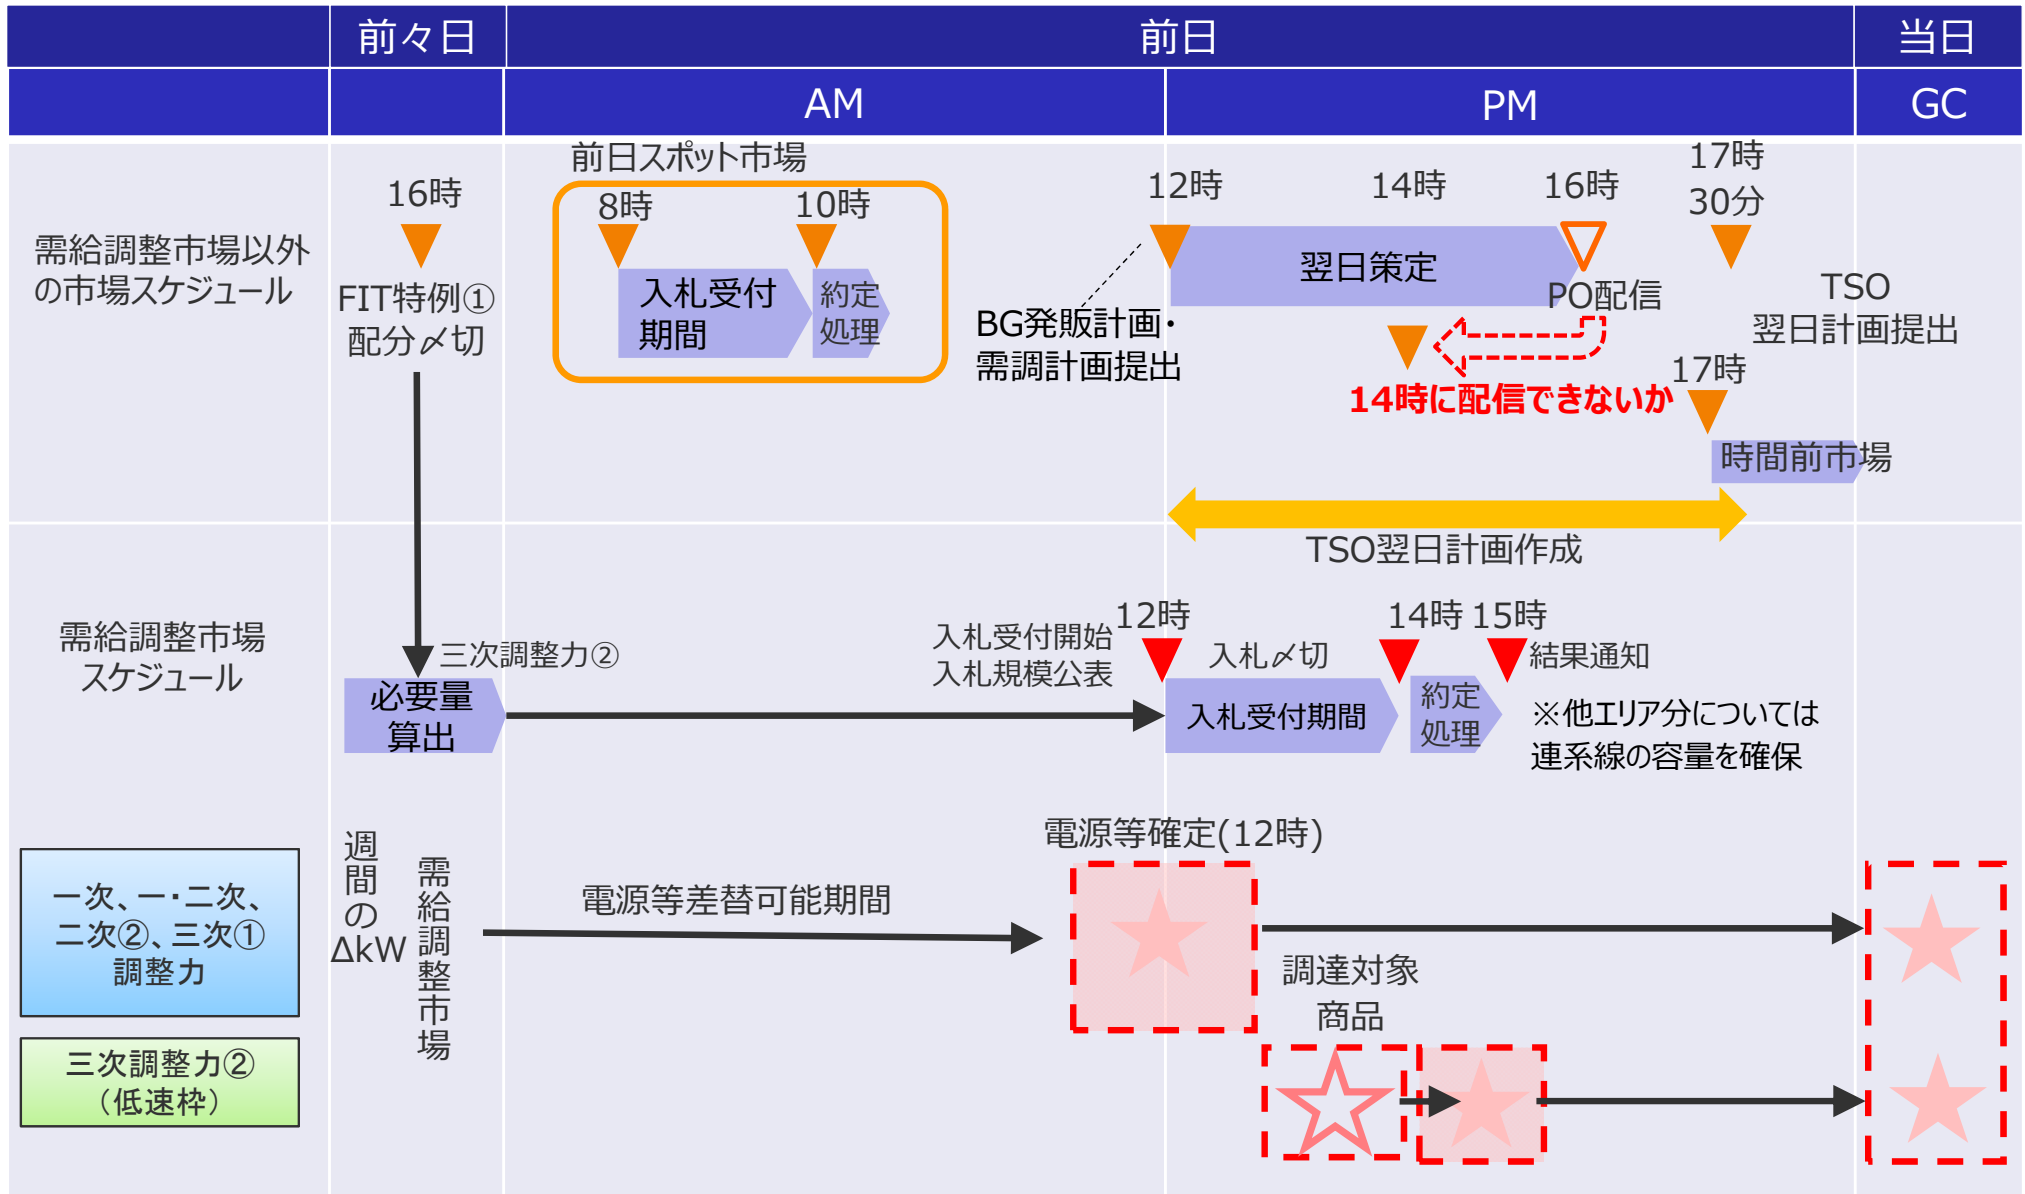 前々日
前日
当日
AM
PM
GC
需給調整市場以外
の市場スケジュール
16時
FIT特例①
配分〆切
前日スポット市場
8時
10時
入札受付
期間
約定
処理
12時
14時
16時
17時
30分
翌日策定
BG発販計画・
需調計画提出
PO配信
14時に配信できないか
TSO
翌日計画提出
17時
時間前市場
TSO翌日計画作成
需給調整市場
スケジュール
三次調整力②
必要量
算出
入札受付開始
入札規模公表
12時
入札〆切
14時
15時
結果通知
入札受付期間
約定
処理
※他エリア分については
連系線の容量を確保
一次、一・二次、
二次②、三次①
調整力
週間の
ΔkW
需給調整市場
電源等差替可能期間
電源等確定(12時)
調達対象
商品
三次調整力②
（低速枠）